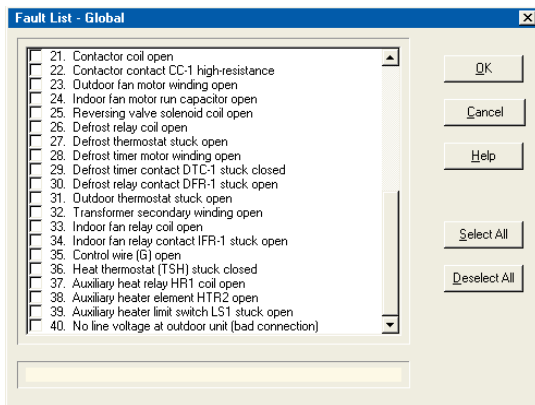 Fault List - Global
21. Contactor coil open
22. Contactor contact CC-1 high-resistance
23. Outdoor fan motor winding open
24. Indoor fan motor run capacitor open
25. Reversing valve solenoid coil open
26. Defrost relay coil open
27. Defrost thermostat stuck open
28. Defrost timer motor winding open
29. Defrost timer contact DTC-1 stuck closed
30. Defrost relay contact DFR-1 stuck open
31. Outdoor thermostat stuck open
32. Transformer secondary winding open
33. Indoor fan relay coil open
34. Indoor fan relay contact IFR-1 stuck open
35. Control wire (G) open
36. Heat thermostat (TSH) stuck closed
37. Auxiliary heat relay HR1 coil open
38. Auxiliary heater element HTR2 open
39. Auxiliary heater limit switch LS1 stuck open
40. No line voltage at outdoor unit (bad connection)
OK
Cancel
Help
Select All
Deselect All